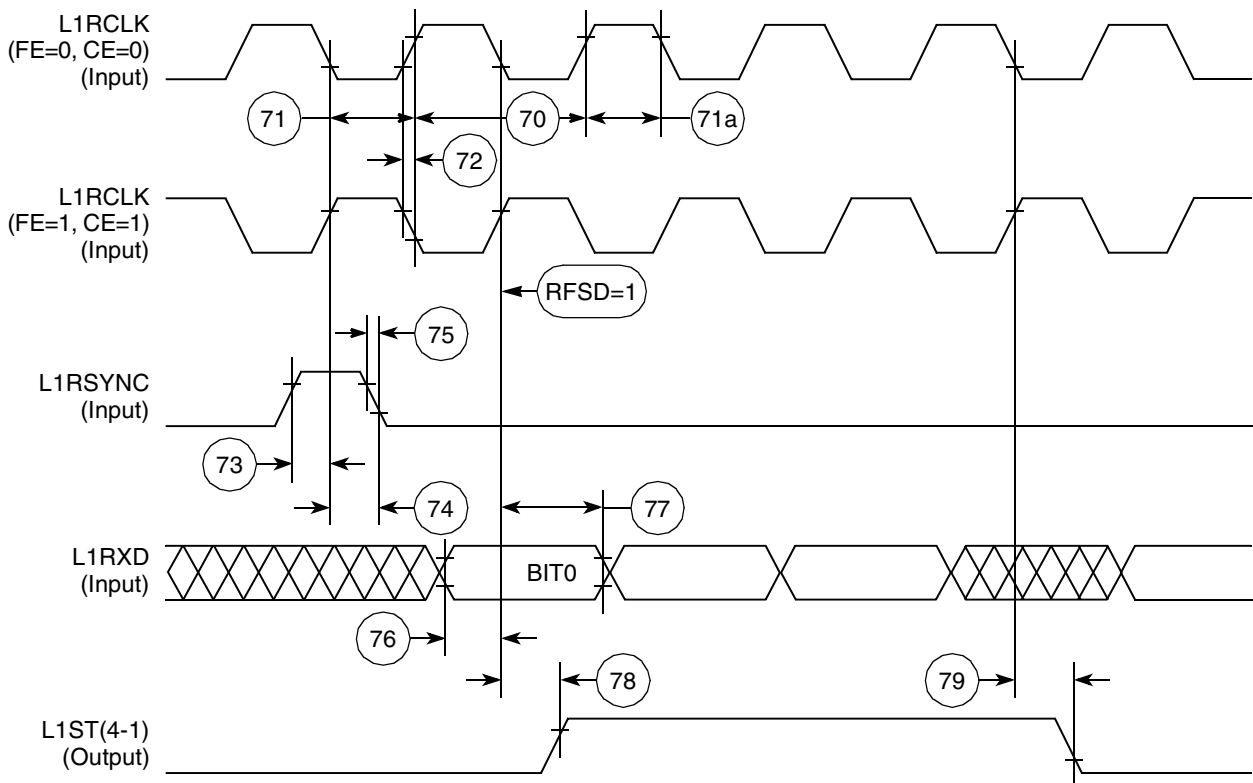 L1RCLK
(FE=0, CE=0)
(Input)
71
70
71a
72
L1RCLK
(FE=1, CE=1)
(Input)
RFSD=1
75
L1RSYNC
(Input)
73
74
77
L1RXD
(Input)
BIT0
76
78
79
L1ST(4-1)
(Output)